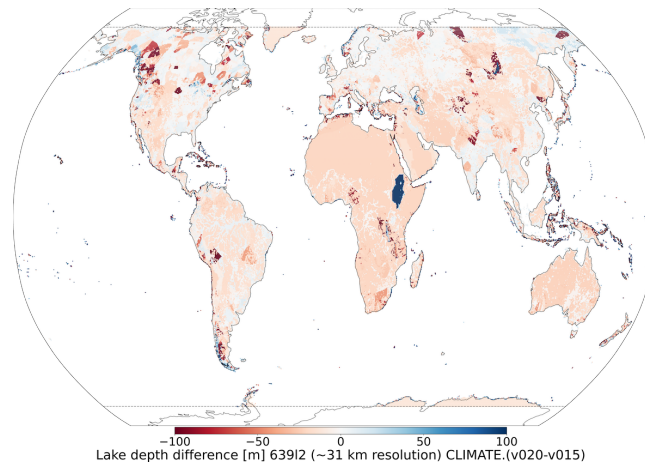 −100 −50 0 50 100
Lake depth difference [m] 639l2 (~31 km resolution) CLIMATE.(v020-v015)